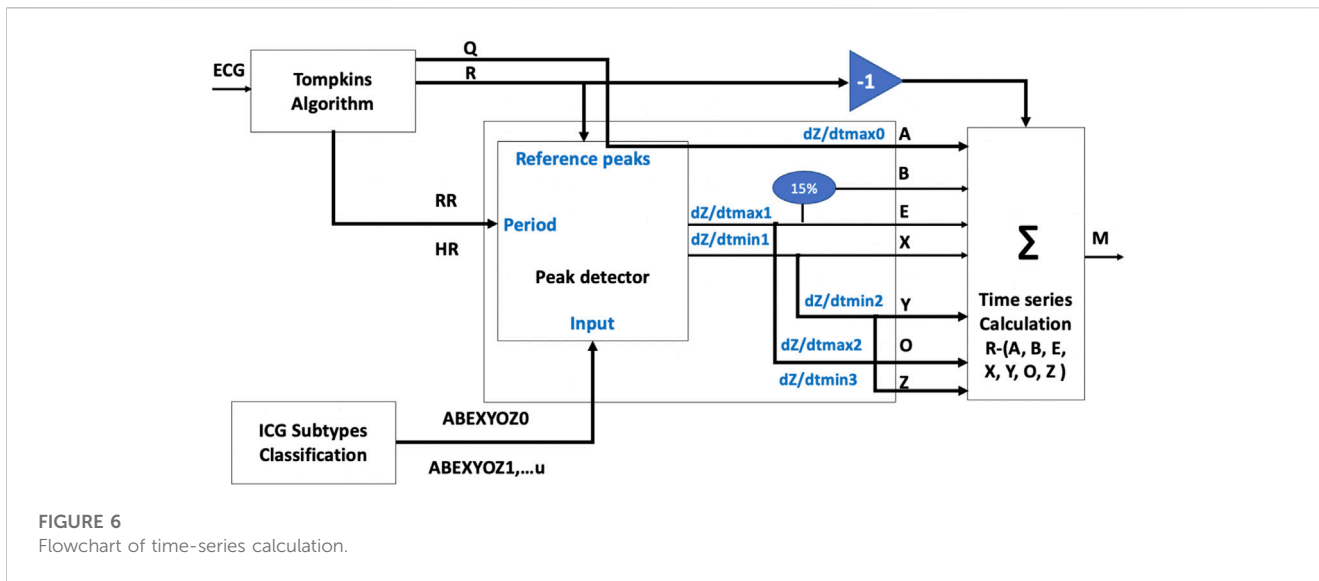 Q
ECG
R
Tompkins
Algorithm
-1
dZ/dtmax0
A
Reference peaks
B
15%
RR
dZ/dtmax1
E
Period
dZ/dtmin1
X
HR
Σ
M
Peak detector
dZ/dtmin2
Y
Time series
Calculation
R-(A, B, E,
X, Y, O, Z )
Input
dZ/dtmax2
O
dZ/dtmin3
Z
ABEXYOZ0
ICG Subtypes
Classification
ABEXYOZ1,...u
FIGURE 6
Flowchart of time-series calculation.